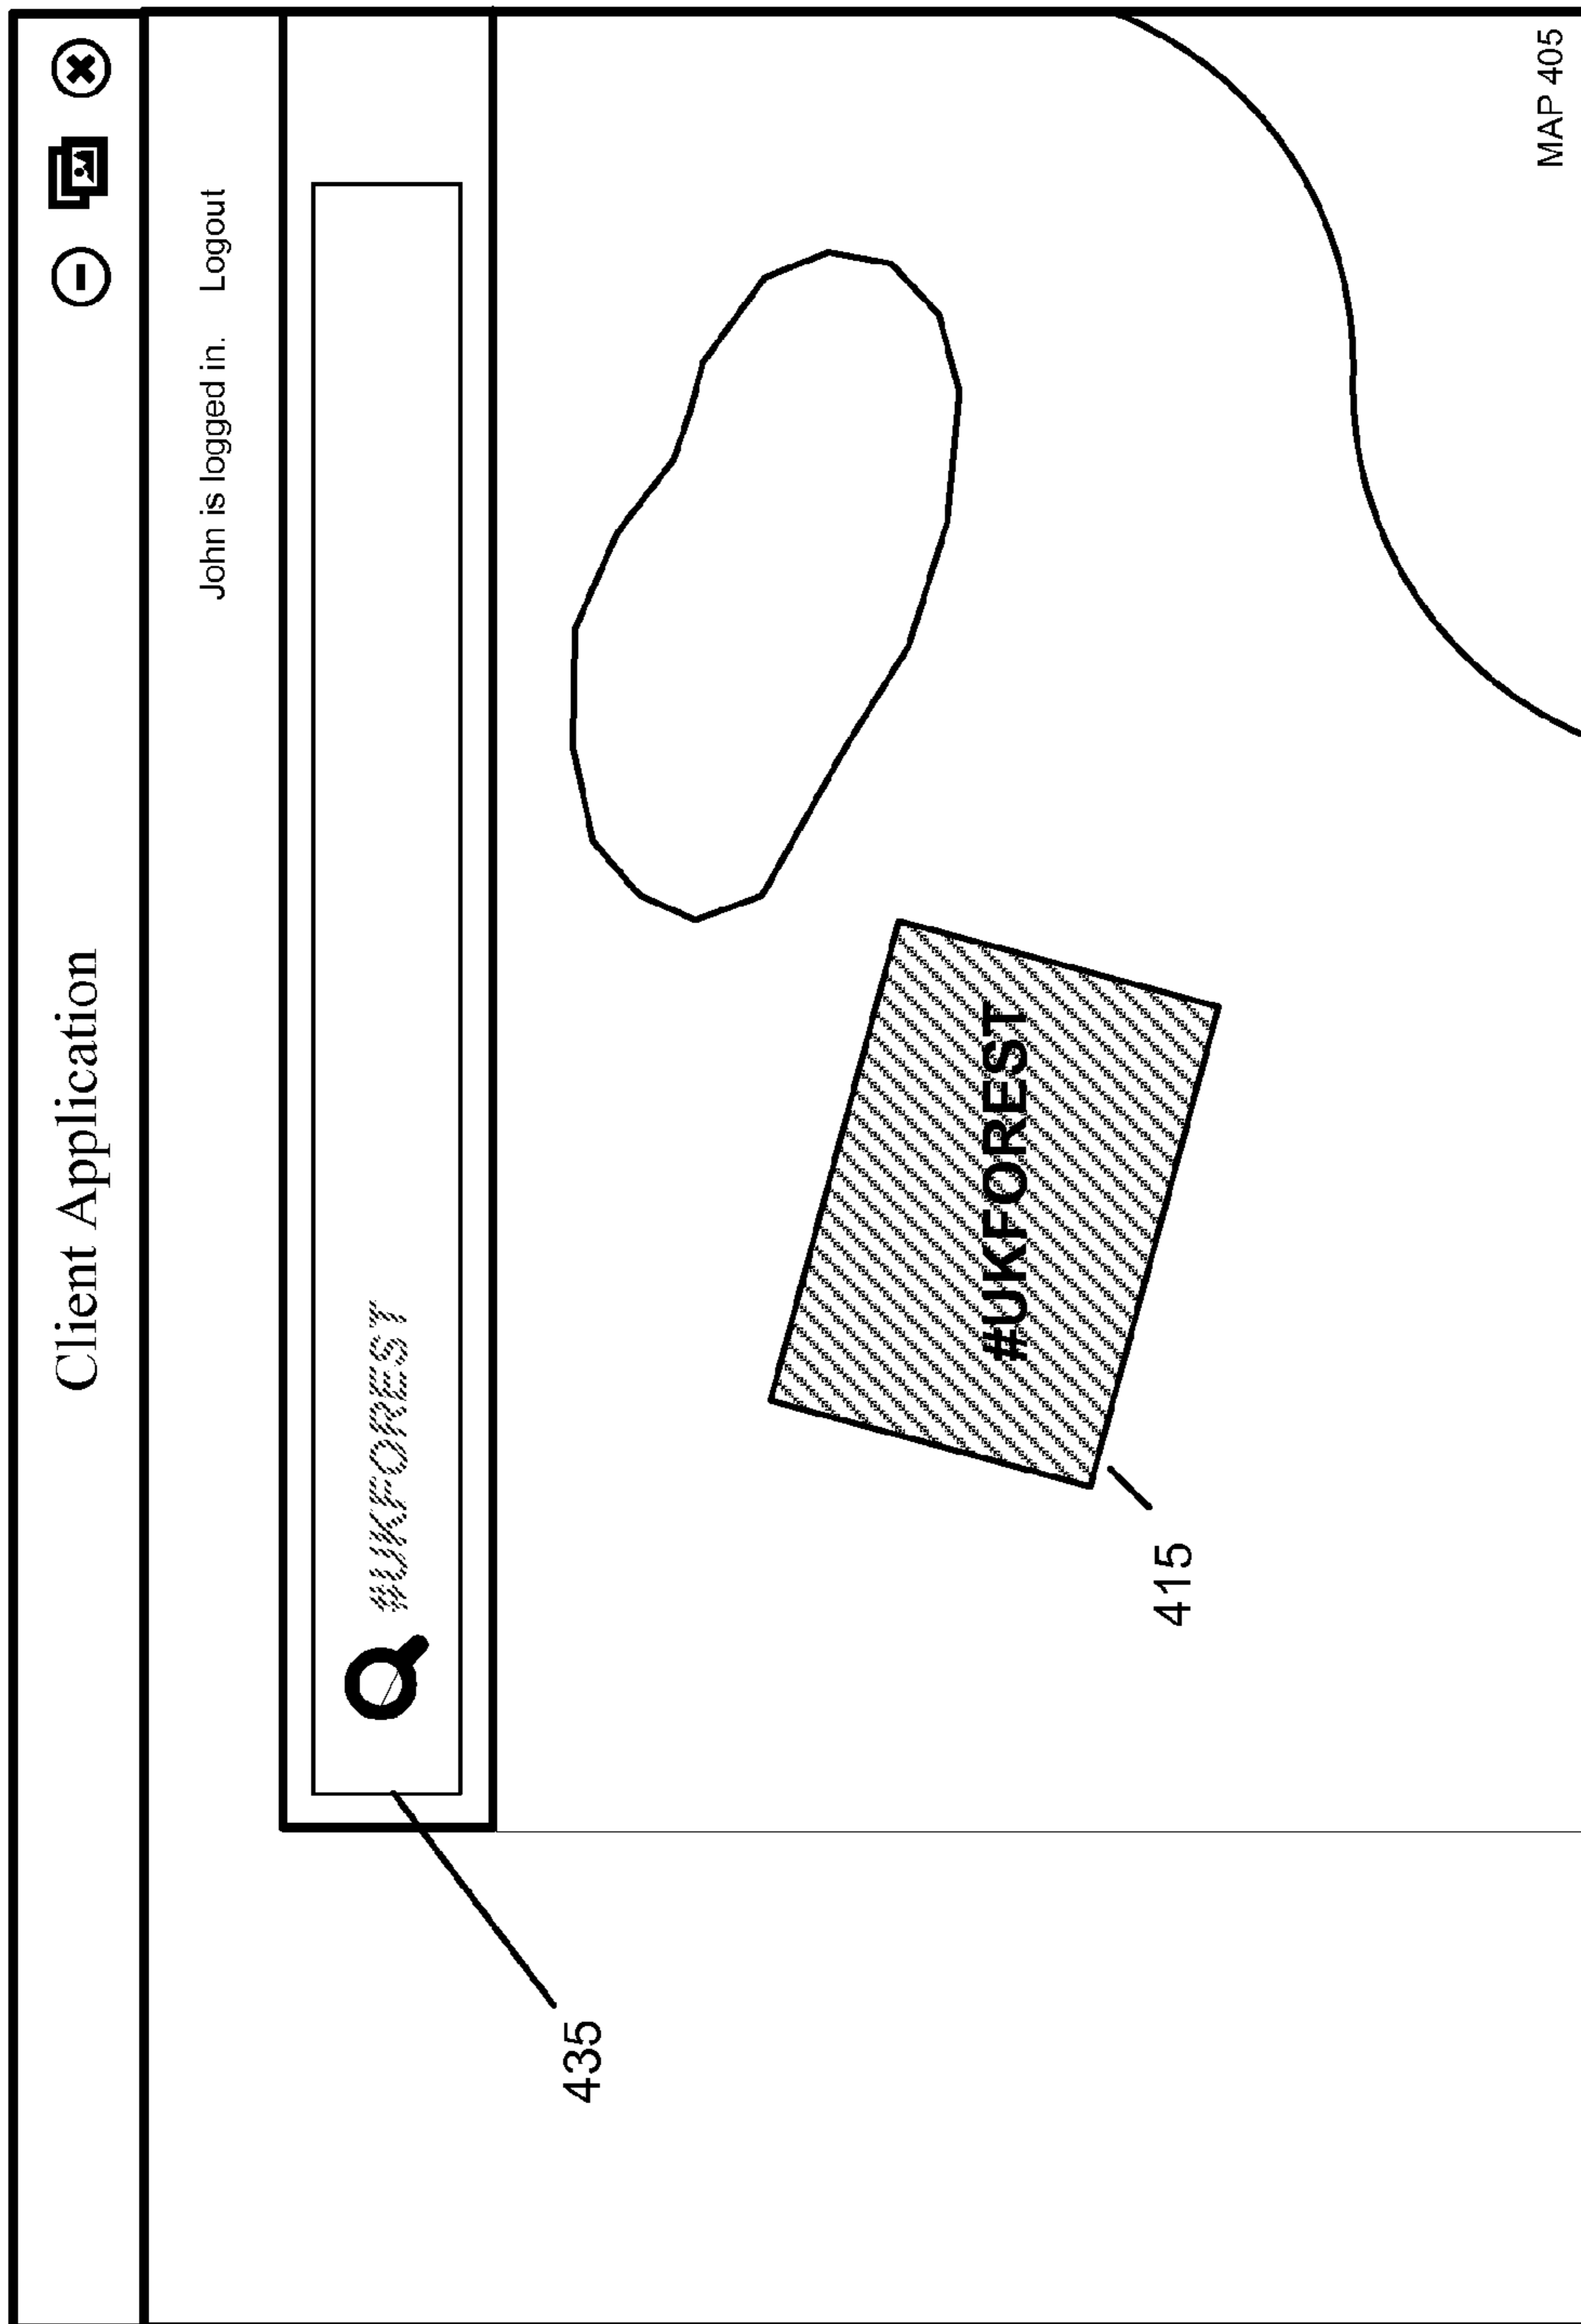 Client Application
John is logged in. Logout
#UKFOREST
435
#UKFOREST
415
MAP 405